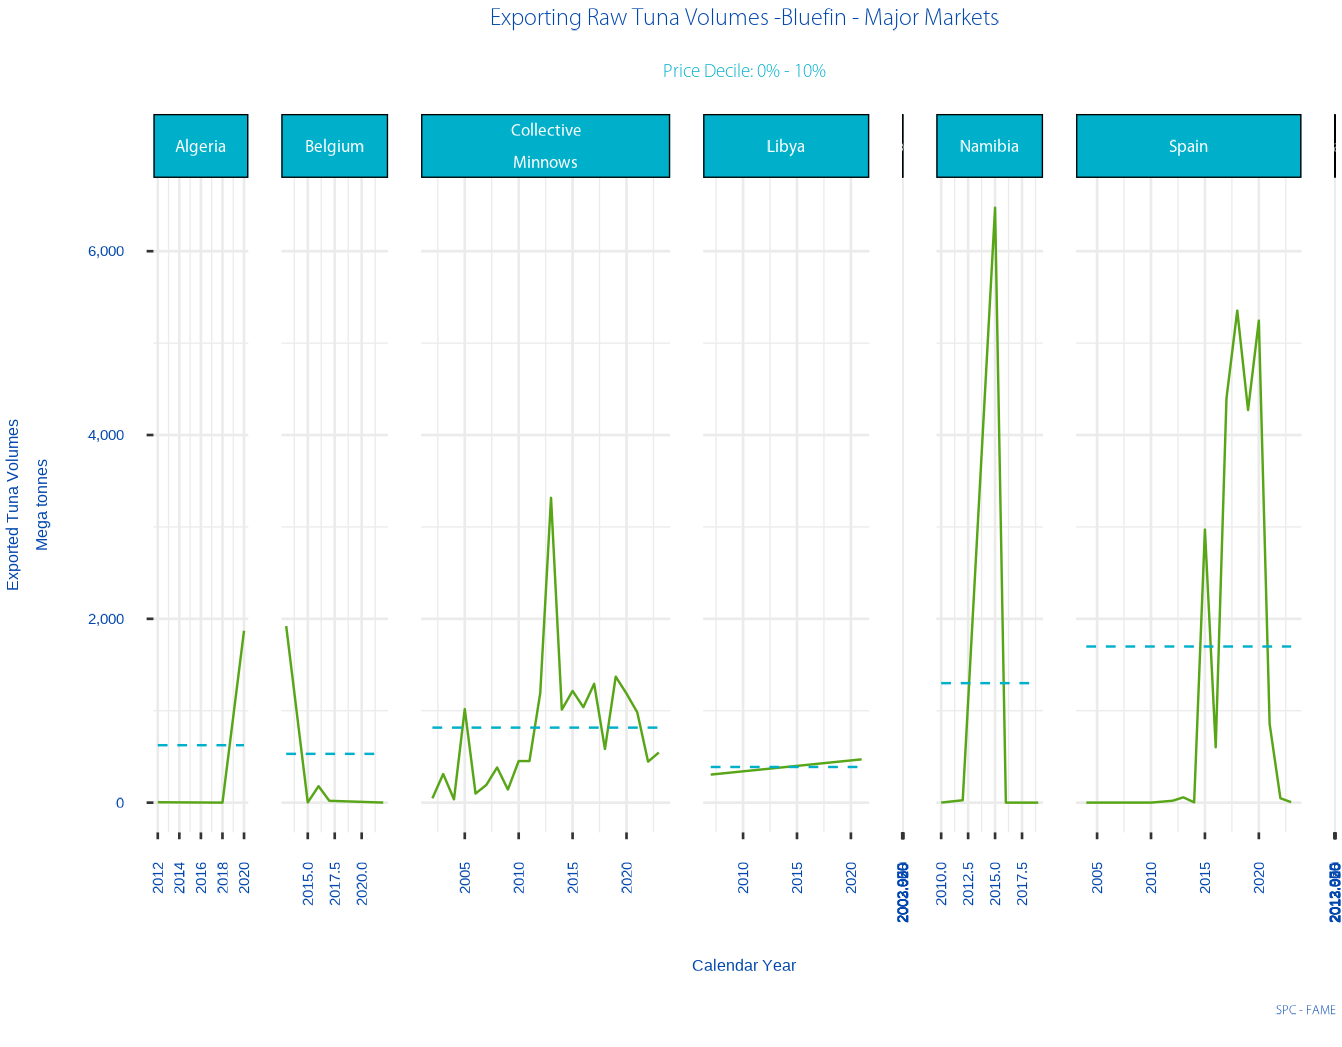 Exporting Raw Tuna Volumes -Bluefin - Major Markets
Price Decile: 0% - 10%
Algeria
Belgium
Collective
Minnows
Libya
Namibia
Spain
6,000
4,000
2,000
0
Exported Tuna Volumes
Mega tonnes
2012
2014
2016
2018
2020
2015.0
2017.5
2020.0
2005
2010
2015
2020
2010
2015
2020
2010.0
2012.5
2015.0
2017.5
2005
2010
2015
2020
Calendar Year
SPC - FAME